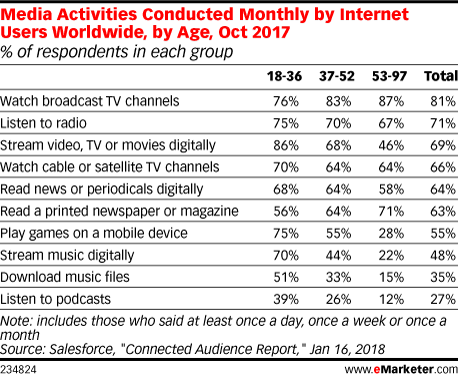 Media Activities Conducted Monthly by Internet
Users Worldwide, by Age, Oct 2017
% of respondents in each group
18-36 37-52 53-97 Total
Watch broadcast TV channels 76% 83% 87% 81%
Listen to radio 75% 70% 67% 71%
Stream video, TV or movies digitally 86% 68% 46% 69%
Watch cable or satellite TV channels 70% 64% 64% 66%
Read news or periodicals digitally 68% 64% 58% 64%
Read a printed newspaper or magazine 56% 64% 71% 63%
Play games on a mobile device 75% 55% 28% 55%
Stream music digitally 70% 44% 22% 48%
Download music files 51% 33% 15% 35%
Listen to podcasts 39% 26% 12% 27%
Note: includes those who said at least once a day, once a week or once a
month
Source: Salesforce, "Connected Audience Report," Jan 16, 2018
234824 www.eMarketer.com